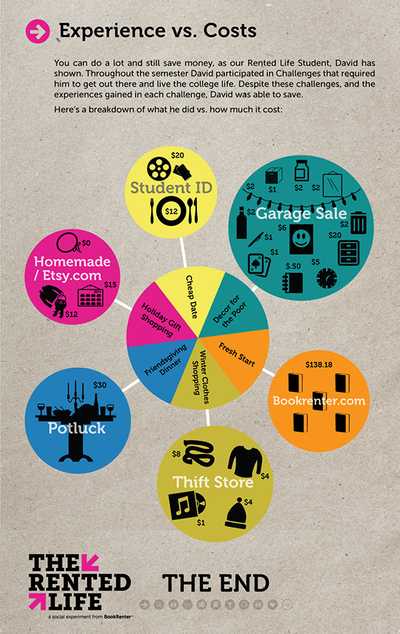 Experience vs. Costs
You can do a lot and still save money, as our Rented Life Student, David has
shown. Throughout the semester David participated in Challenges that required
him to get out there and live the college life. Despite these challenges, and the
experiences gained in each challenge, David was able to save.
Here's a breakdown of what he did vs. how much it cost:
$20
Student ID
$12
$2
$1
$2
$2
Garage Sale
$2
$6
$2
$1
$20
$1
$.50
$5
$0
Homemade
/ Etsy.com
$15
$12
Cheap Date
Decor for
the Poor
Holiday Gift
Shopping
Fresh Start
Friendsgiving
Dinner
Winter Clothes
Shopping
$30
Potluck
$138.18
Bookrenter.com
$8
Thift Store
$4
$4
$1
THE
RENTED
LIFE
a social experiment from BookRenter
THE END